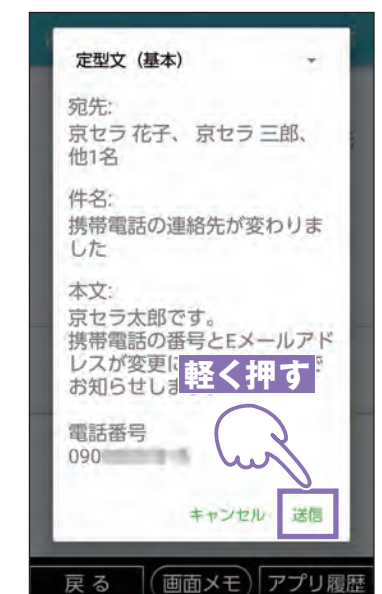 定型文（基本）
宛先:
京セラ 花子、 京セラ 三郎、
他1名
件名:
携帯電話の連絡先が変わりま
した
本文:
京セラ太郎です。
携帯電話の番号とEメールアド
レスが変更に
お知らせしま
軽く押す
電話番号
090
キャンセル 送信
戻る 画面メモ アプリ履歴